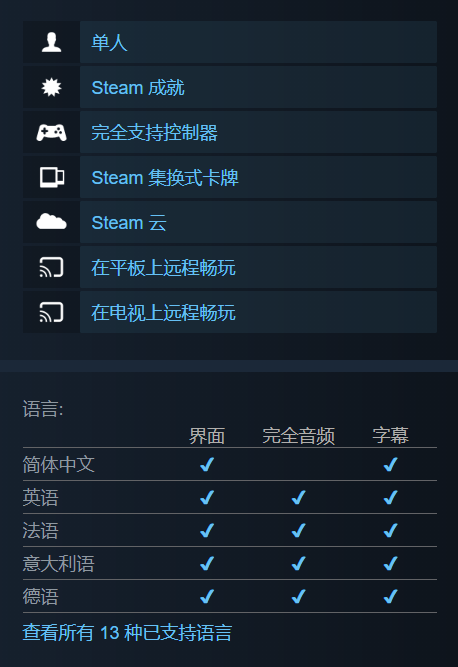 单人
Steam 成就
完全支持控制器
Steam 集换式卡牌
Steam 云
在平板上远程畅玩
在电视上远程畅玩
语言:
界面 完全音频 字幕
简体中文 ✔ ✔
英语 ✔ ✔ ✔
法语 ✔ ✔ ✔
意大利语 ✔ ✔ ✔
德语 ✔ ✔ ✔
查看所有 13 种已支持语言